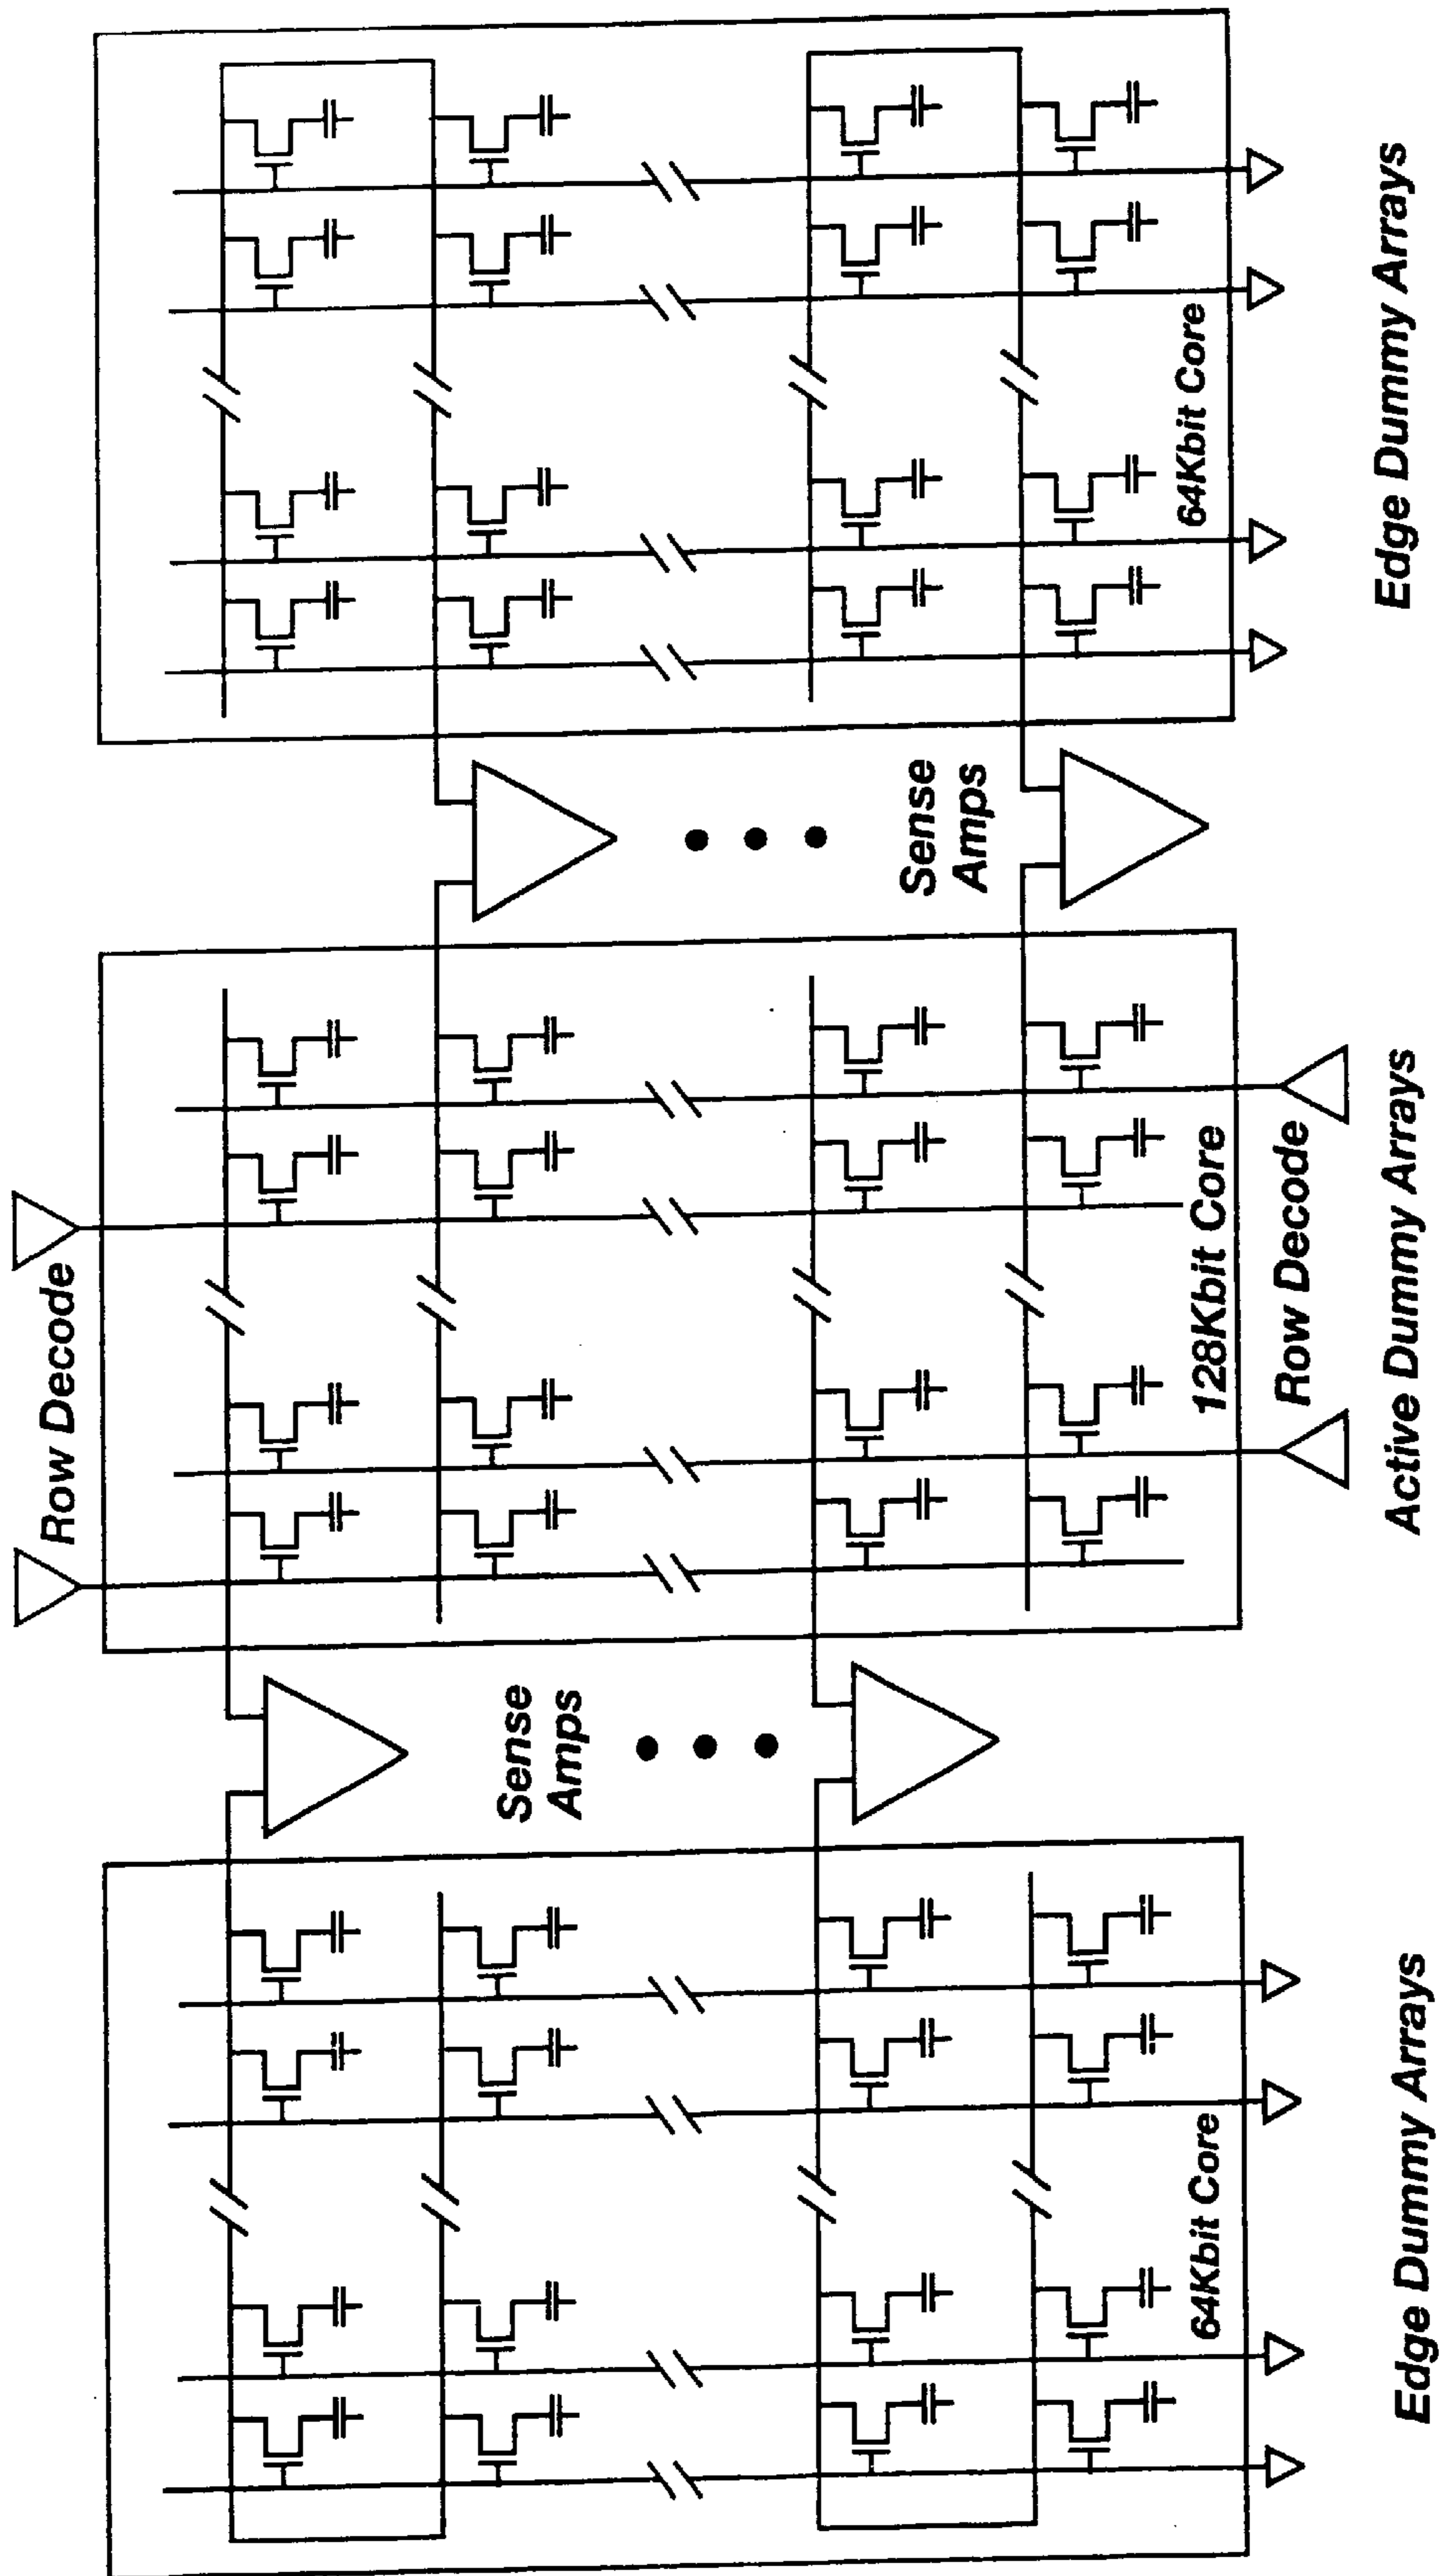 Row Decode
Sense
Amps
Sense
Amps
64Kbit Core
128Kbit Core
64Kbit Core
Row Decode
Edge Dummy Arrays
Active Dummy Arrays
Edge Dummy Arrays